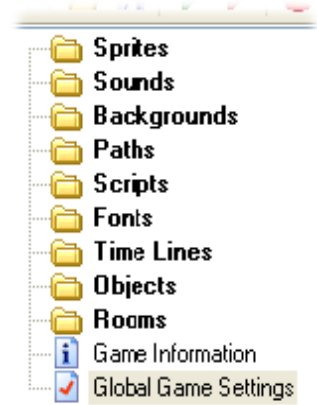 Sprites
Sounds
Backgrounds
Paths
Scripts
Fonts
Time Lines
Objects
Rooms
Game Information
Global Game Settings